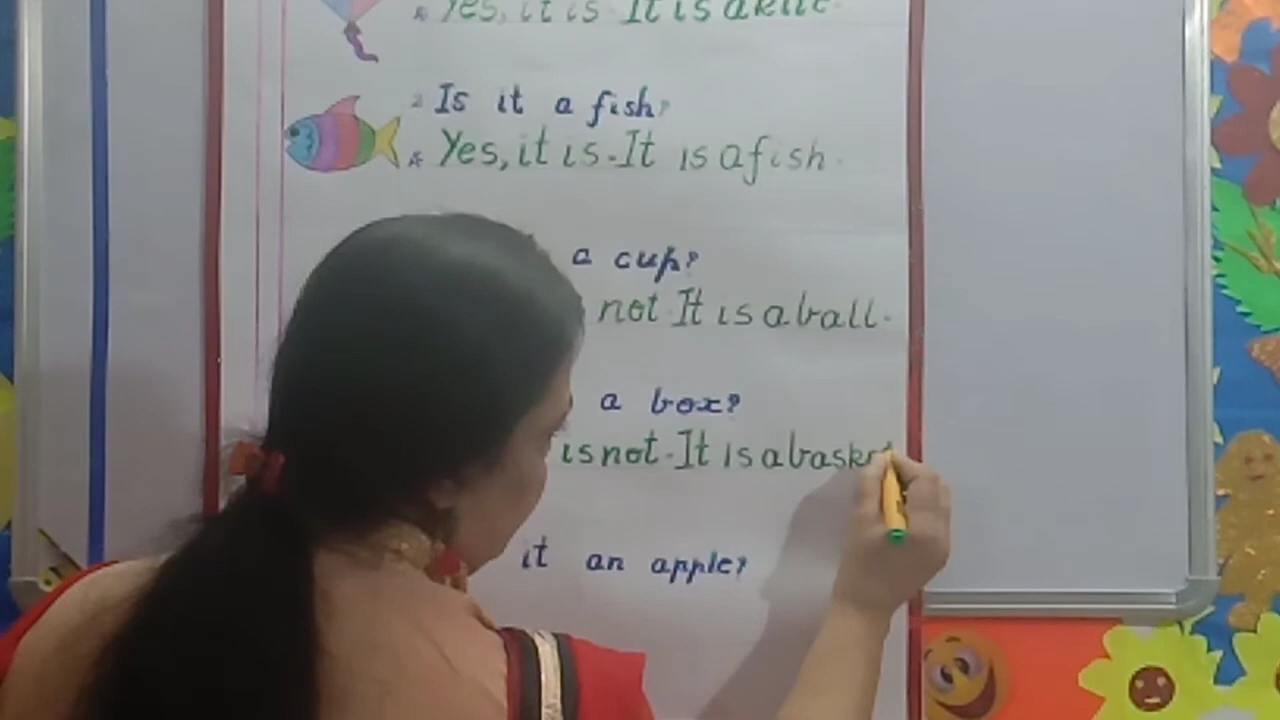 Yes, it is. It is a kite.
2 Is it a fish?
A Yes, it is. It is a fish.
a cup?
not. It is a ball.
a box?
is not. It is a basket
it an apple?